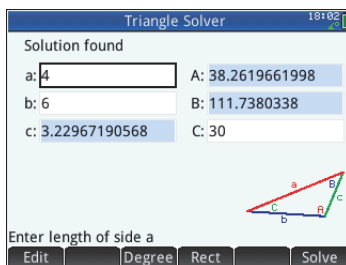 Triangle Solver 18:02
Solution found
a: 4 A: 38.2619661998
b: 6 B: 111.7380338
c: 3.22967190568 C: 30
a B
C A c
b
Enter length of side a
Edit Degree Rect Solve